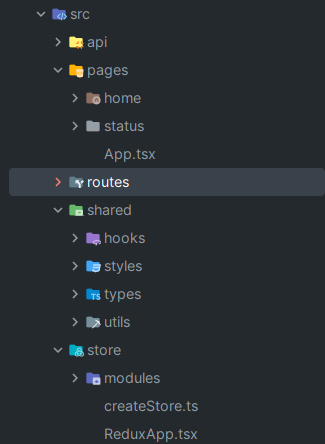 src
api
pages
home
status
App.tsx
routes
shared
hooks
styles
types
utils
store
modules
createStore.ts
ReduxApp.tsx